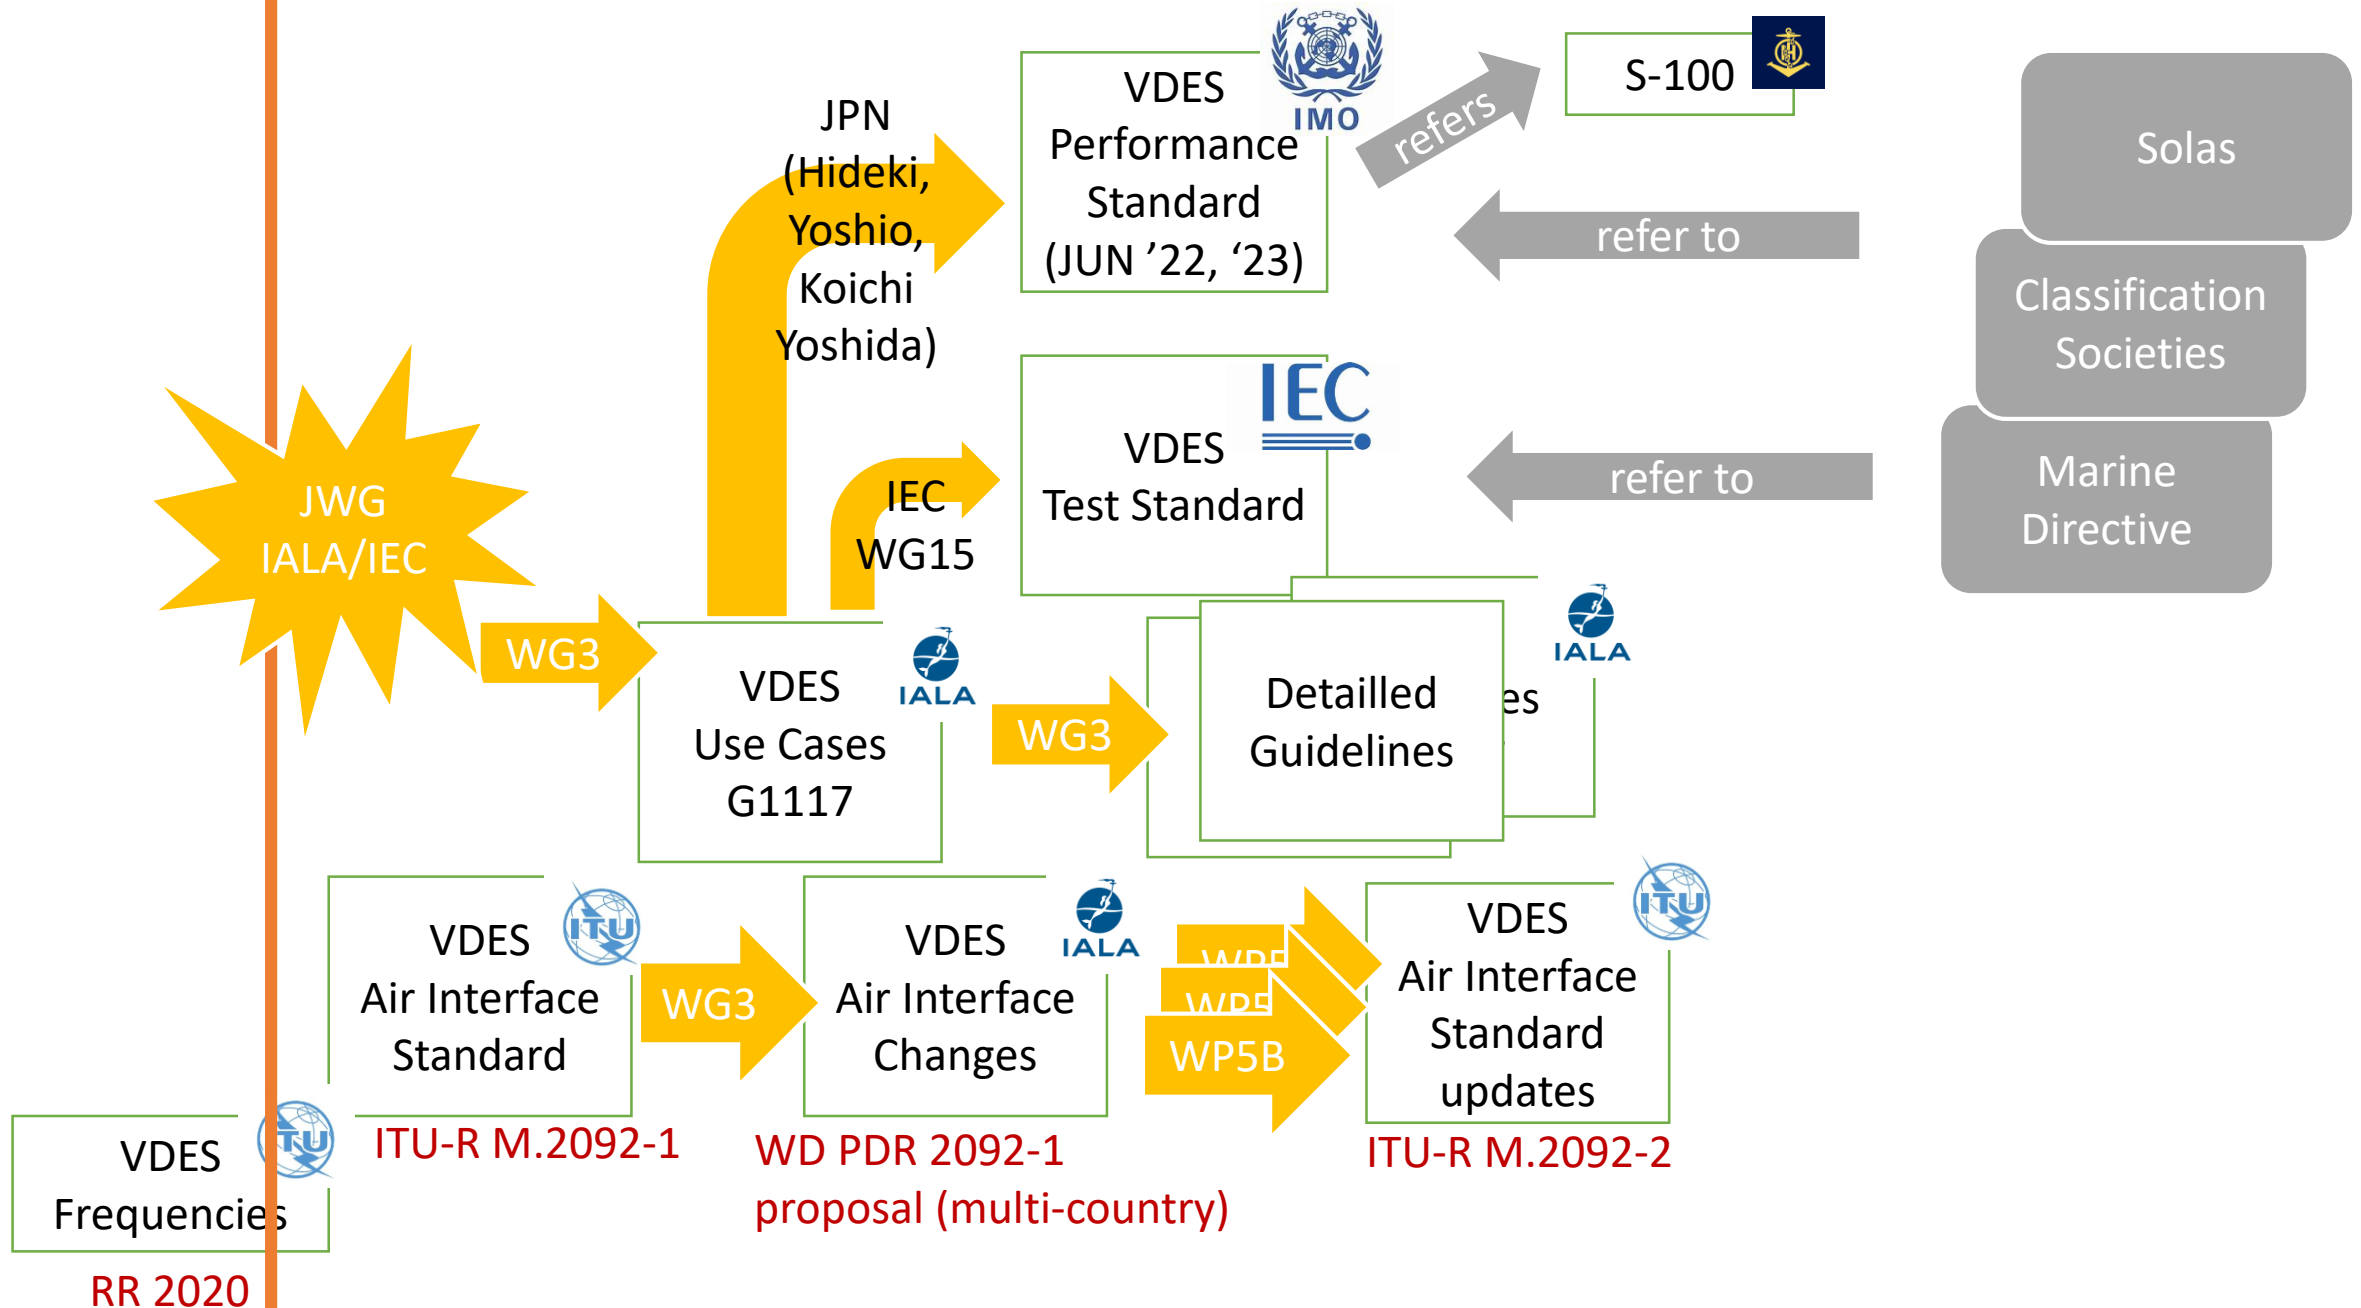 JPN
(Hideki,
Yoshio,
Koichi
Yoshida)
VDES
Performance
Standard
(JUN ’22, ‘23)
IMO
refers
S-100
refer to
Solas
Classification
Societies
Marine
Directive
refer to
IEC
VDES
Test Standard
IEC
WG15
JWG
IALA/IEC
WG3
VDES
Use Cases
G1117
IALA
WG3
Detailled
Guidelines
es
IALA
VDES
Air Interface
Standard
ITU
WG3
VDES
Air Interface
Changes
IALA
WP5
WP5
WP5B
VDES
Air Interface
Standard
updates
ITU
VDES
Frequencies
ITU
ITU-R M.2092-1
WD PDR 2092-1
proposal (multi-country)
ITU-R M.2092-2
RR 2020